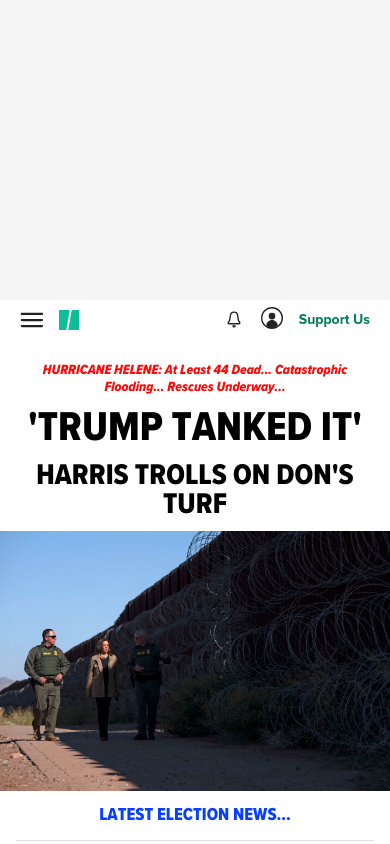 Support Us
HURRICANE HELENE: At Least 44 Dead... Catastrophic
Flooding... Rescues Underway...
'TRUMP TANKED IT'
HARRIS TROLLS ON DON'S
TURF
LATEST ELECTION NEWS...